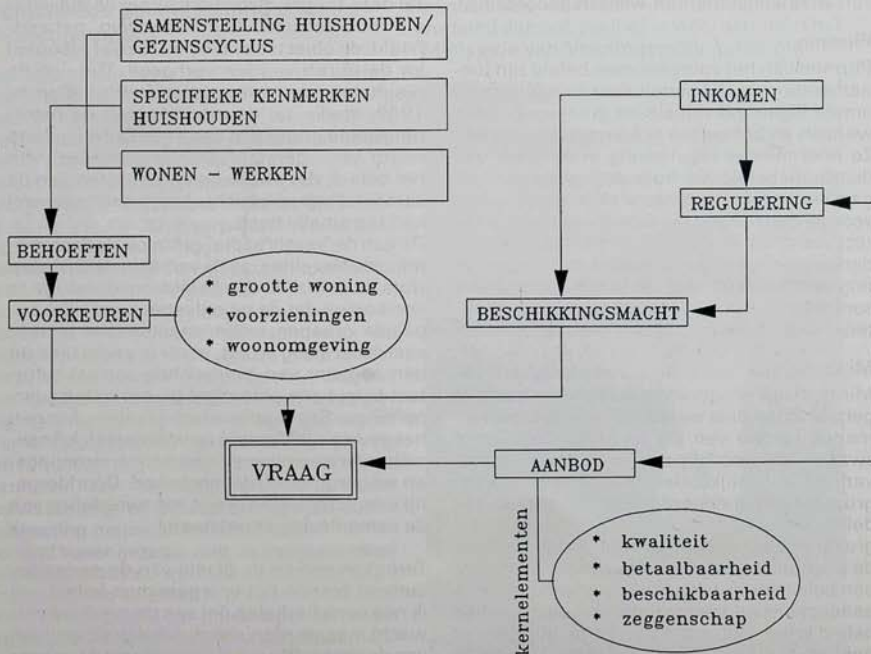 SAMENSTELLING HUISHOUDEN/
GEZINSCYCLUS
SPECIFIEKE KENMERKEN
HUISHOUDEN
WONEN – WERKEN
INKOMEN
REGULERING
BEHOEFTEN
VOORKEUREN
* grootte woning
* voorzieningen
* woonomgeving
BESCHIKKINGSMACHT
VRAAG
AANBOD
kernelementen
* kwaliteit
* betaalbaarheid
* beschikbaarheid
* zeggenschap